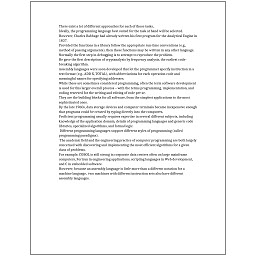 There exist a lot of different approaches for each of those tasks.
Ideally, the programming language best suited for the task at hand will be selected.
However, Charles Babbage had already written his first program for the Analytical Engine in
1837.
Provided the functions in a library follow the appropriate run-time conventions (e.g.,
method of passing arguments), then these functions may be written in any other language.
Normally the first step in debugging is to attempt to reproduce the problem.
He gave the first description of cryptanalysis by frequency analysis, the earliest code-
breaking algorithm.
Assembly languages were soon developed that let the programmer specify instruction in a
text format (e.g., ADD X, TOTAL), with abbreviations for each operation code and
meaningful names for specifying addresses.
While these are sometimes considered programming, often the term software development
is used for this larger overall process – with the terms programming, implementation, and
coding reserved for the writing and editing of code per se.
They are the building blocks for all software, from the simplest applications to the most
sophisticated ones.
By the late 1960s, data storage devices and computer terminals became inexpensive enough
that programs could be created by typing directly into the computers.
Proficient programming usually requires expertise in several different subjects, including
knowledge of the application domain, details of programming languages and generic code
libraries, specialized algorithms, and formal logic.
Different programming languages support different styles of programming (called
programming paradigms).
The academic field and the engineering practice of computer programming are both largely
concerned with discovering and implementing the most efficient algorithms for a given
class of problems.
For example, COBOL is still strong in corporate data centers often on large mainframe
computers, Fortran in engineering applications, scripting languages in Web development,
and C in embedded software.
However, because an assembly language is little more than a different notation for a
machine language, two machines with different instruction sets also have different
assembly languages.